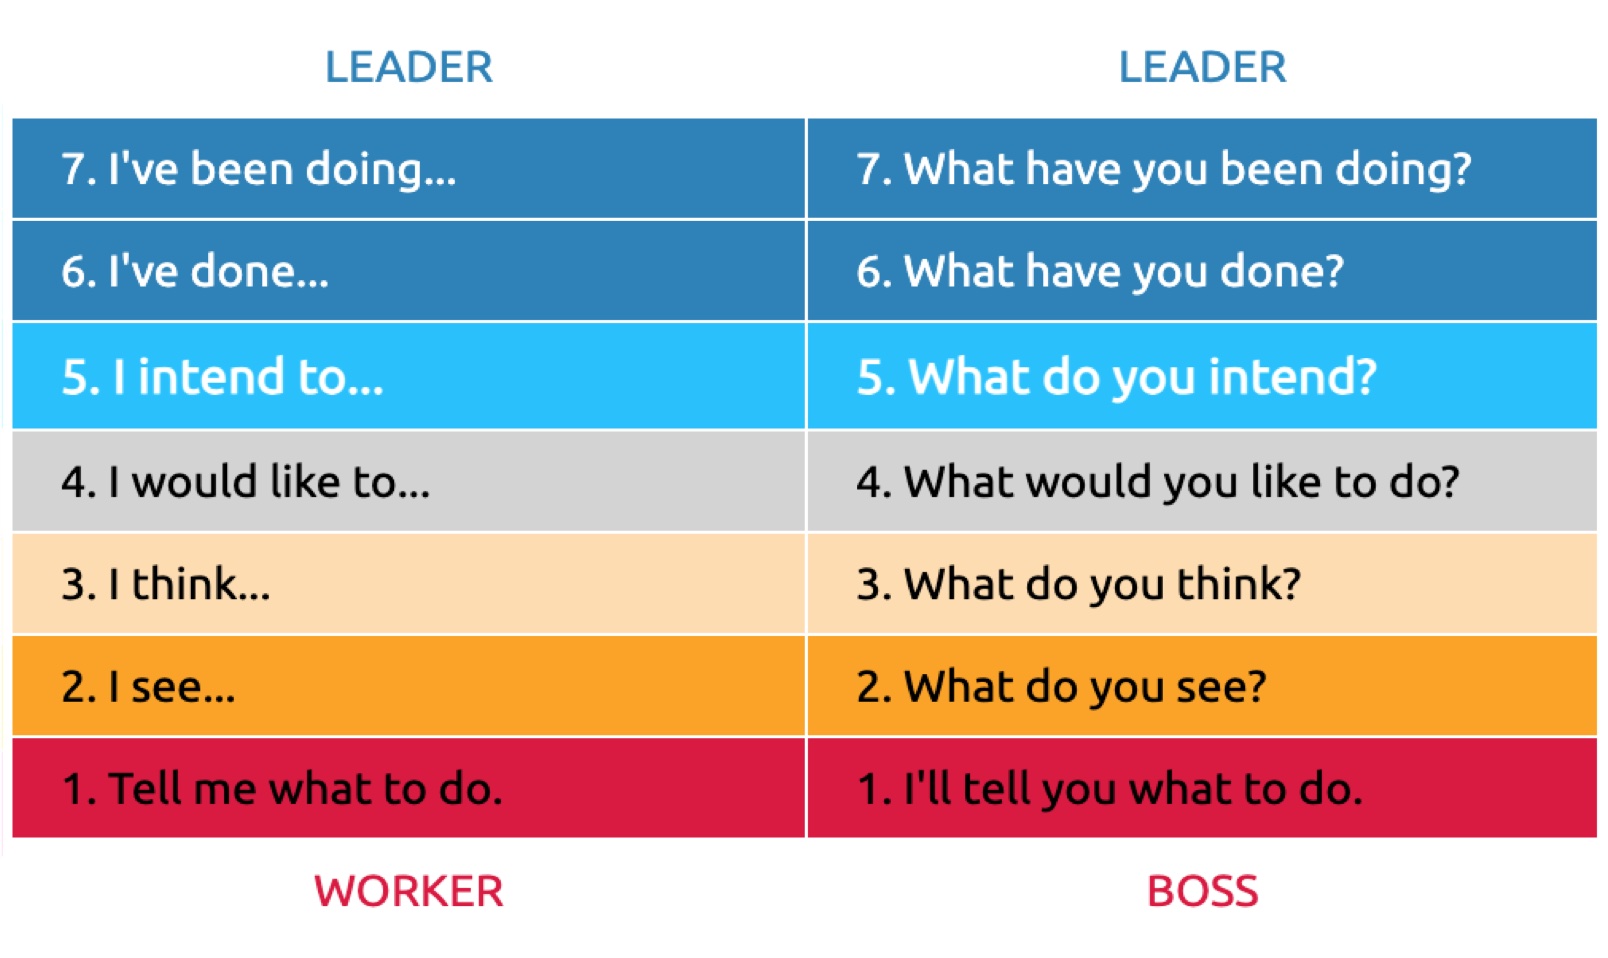 LEADER LEADER
7. I've been doing... 7. What have you been doing?
6. I've done... 6. What have you done?
5. I intend to... 5. What do you intend?
4. I would like to... 4. What would you like to do?
3. I think... 3. What do you think?
2. I see... 2. What do you see?
1. Tell me what to do. 1. I'll tell you what to do.
WORKER BOSS